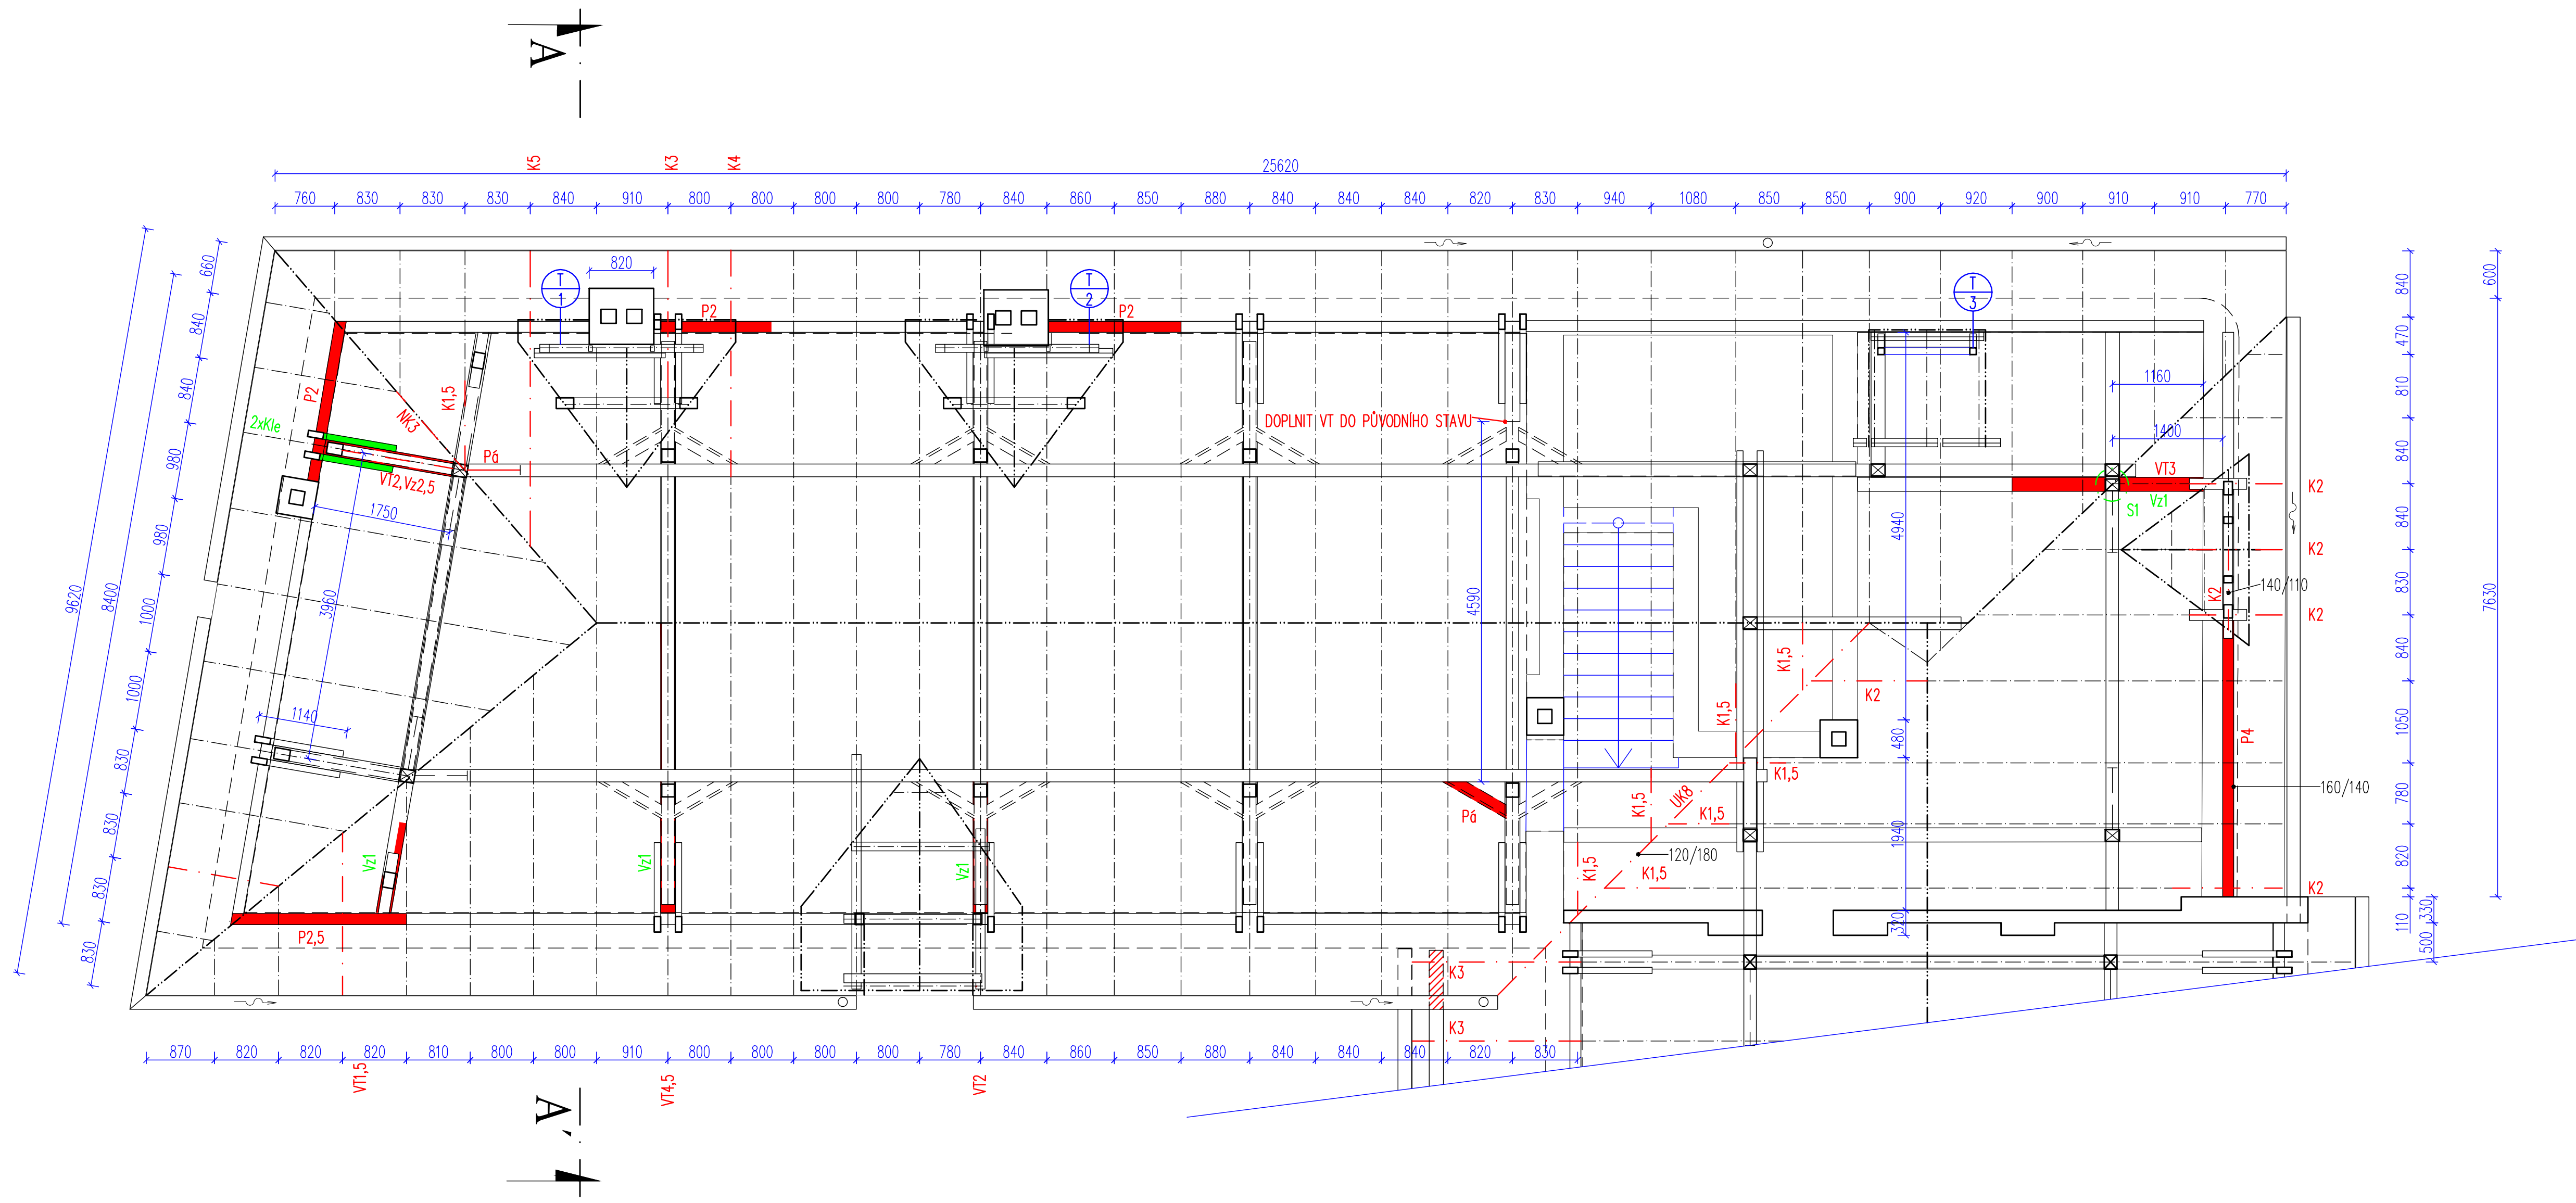 A
K5
K3
K4
25620
760 830 830 830 840 910 800 800 800 800 780 840 860 850 880 840 840 840 820 830 940 1080 850 850 900 920 900 910 910 770
9620
8400
660
840
840
980
980
1000
1000
830
830
830
830
820
T
1
T
2
T
3
P2
P2
P2
K1,5
NK3
2xKle
Pá
VT2,Vz2,5
1750
3960
1140
DOPLNIT VT DO PŮVODNÍHO STAVU
4590
1160
1400
VT3
Vz1
S1
K2
K2
K2
K2
140/110
4940
480
1940
320
K1,5
K1,5
K2
K1,5
K1,5
UK8
K1,5
K1,5
K1,5
120/180
P4
160/140
K2
Pá
Vz1
Vz1
Vz1
P2,5
K3
K3
840
470
810
840
840
830
840
1050
780
820
110
600
7630
330
500
870 820 820 820 810 800 800 910 800 800 800 800 780 840 860 850 880 840 840 840 820 830
VT1,5
VT4,5
VT2
A´